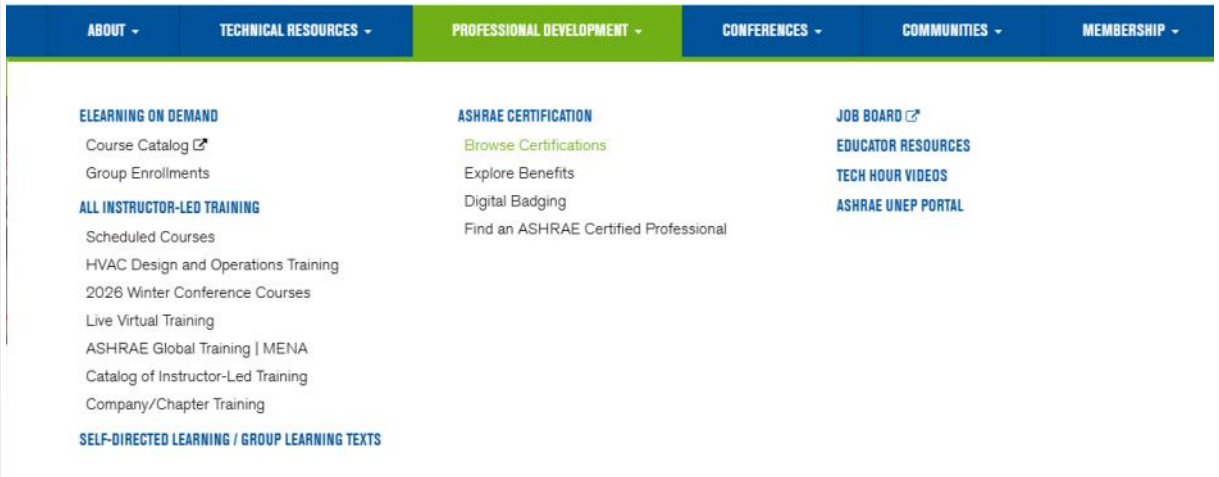 ABOUT
TECHNICAL RESOURCES
PROFESSIONAL DEVELOPMENT
CONFERENCES
COMMUNITIES
MEMBERSHIP
ELEARNING ON DEMAND
Course Catalog
Group Enrollments
ALL INSTRUCTOR-LED TRAINING
Scheduled Courses
HVAC Design and Operations Training
2026 Winter Conference Courses
Live Virtual Training
ASHRAE Global Training | MENA
Catalog of Instructor-Led Training
Company/Chapter Training
SELF-DIRECTED LEARNING / GROUP LEARNING TEXTS
ASHRAE CERTIFICATION
Browse Certifications
Explore Benefits
Digital Badging
Find an ASHRAE Certified Professional
JOB BOARD
EDUCATOR RESOURCES
TECH HOUR VIDEOS
ASHRAE UNEP PORTAL